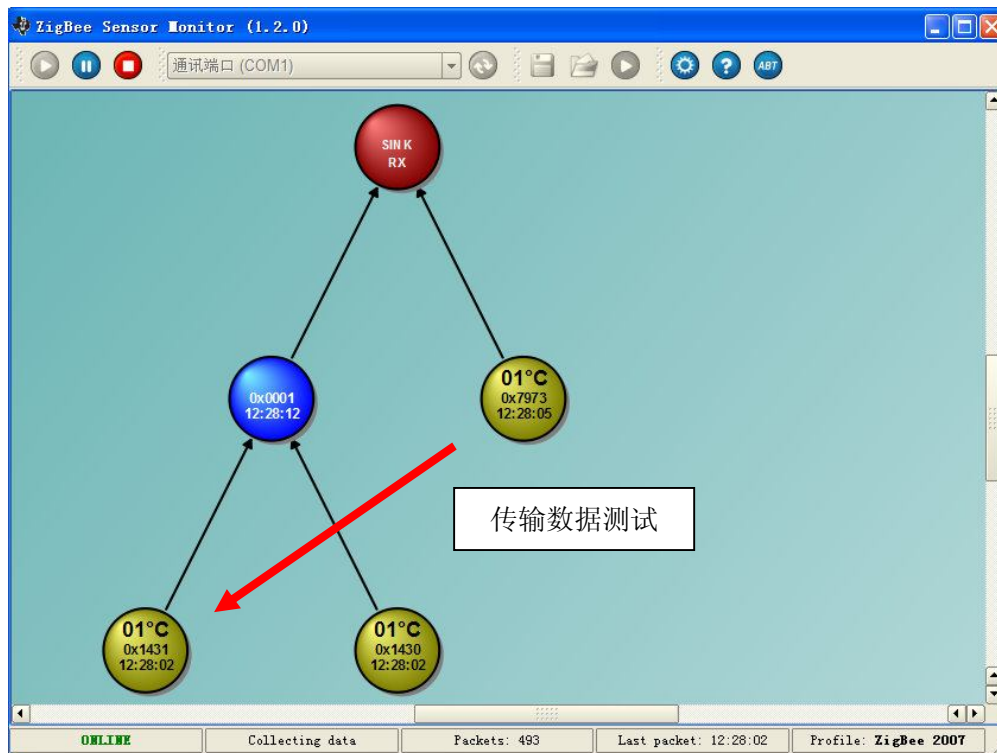 ZigBee Sensor Monitor (1.2.0)
通讯端口 (COM1)
?
ABT
SINK
RX
0x0001
12:28:12
01°C
0x7973
12:28:05
传输数据测试
01°C
0x1431
12:28:02
01°C
0x1430
12:28:02
ONLINE
Collecting data
Packets: 493
Last packet: 12:28:02
Profile: ZigBee 2007